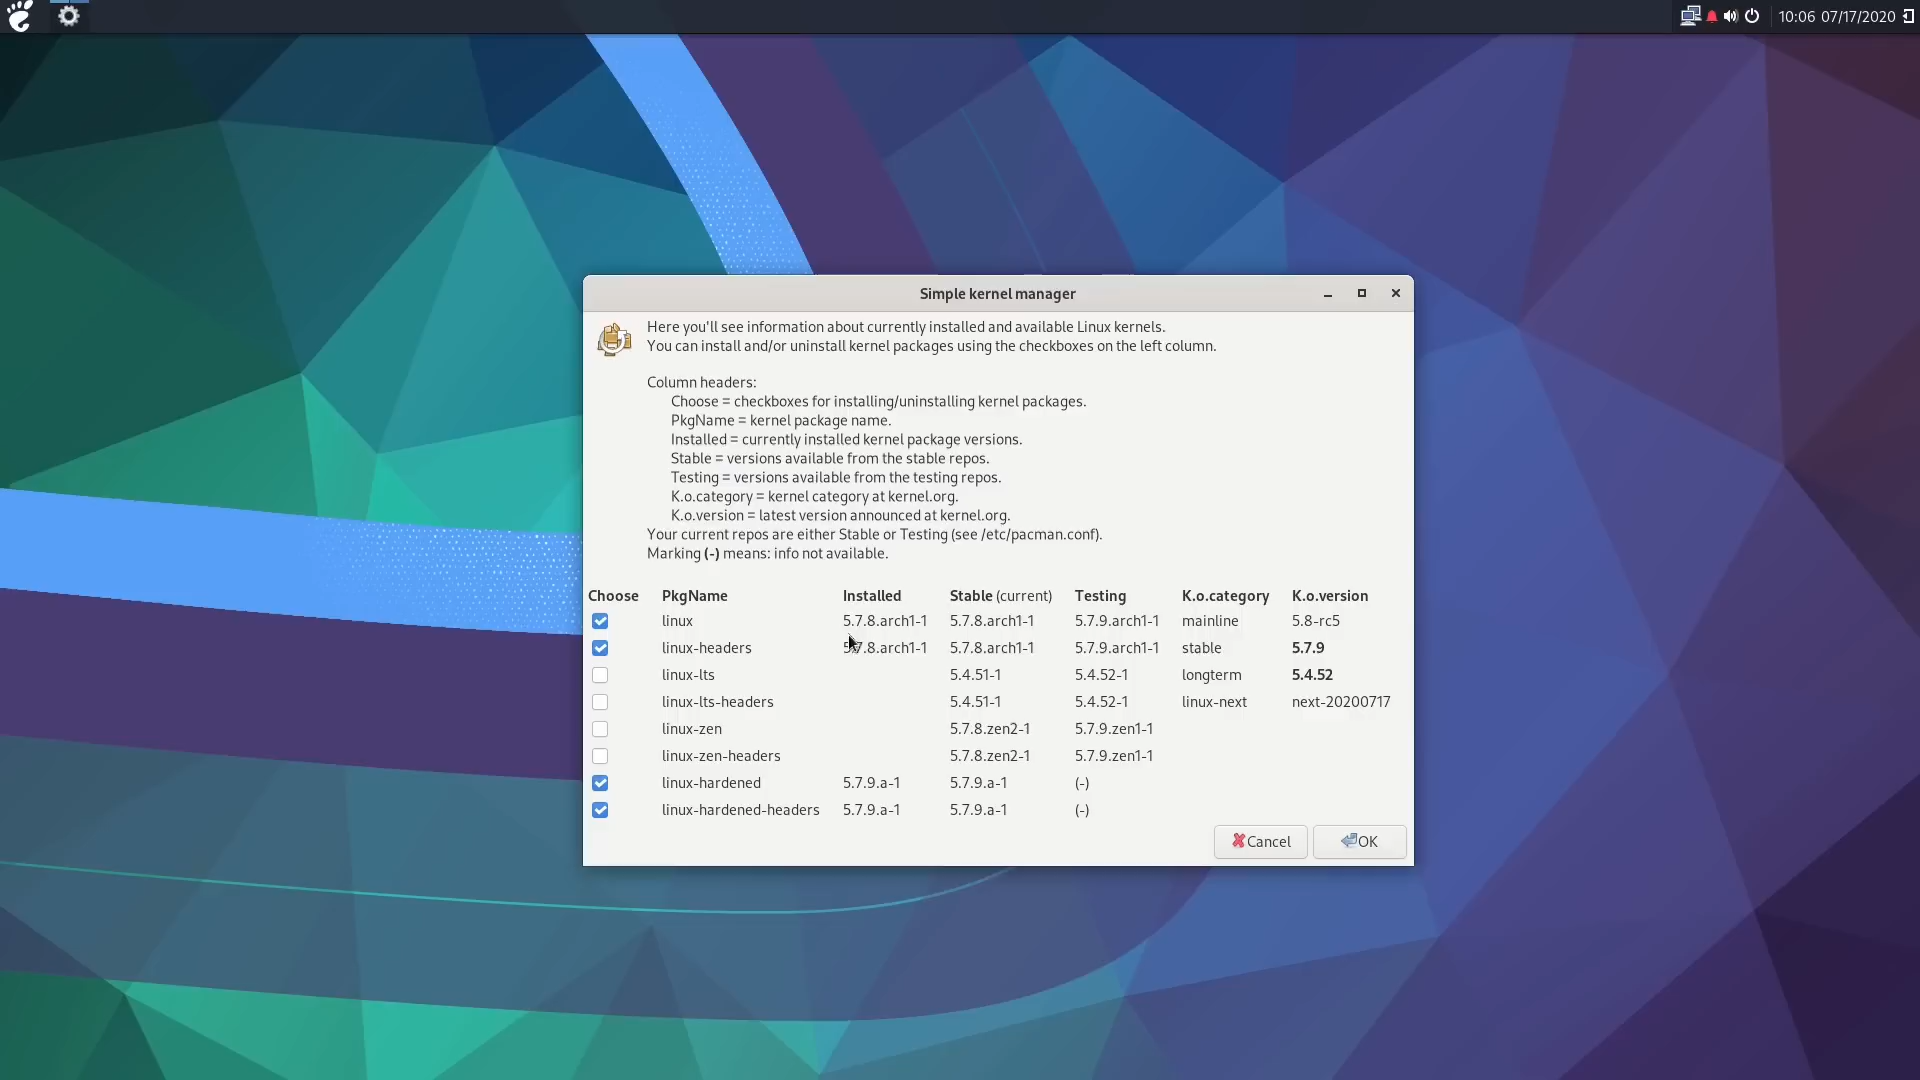 10:06 07/17/2020
Simple kernel manager
Here you'll see information about currently installed and available Linux kernels.
You can install and/or uninstall kernel packages using the checkboxes on the left column.
Column headers:
Choose = checkboxes for installing/uninstalling kernel packages.
PkgName = kernel package name.
Installed = currently installed kernel package versions.
Stable = versions available from the stable repos.
Testing = versions available from the testing repos.
K.o.category = kernel category at kernel.org.
K.o.version = latest version announced at kernel.org.
Your current repos are either Stable or Testing (see /etc/pacman.conf).
Marking (-) means: info not available.
Choose PkgName Installed Stable (current) Testing K.o.category K.o.version
linux 5.7.8.arch1-1 5.7.8.arch1-1 5.7.9.arch1-1 mainline 5.8-rc5
linux-headers 5.7.8.arch1-1 5.7.8.arch1-1 5.7.9.arch1-1 stable 5.7.9
linux-lts 5.4.51-1 5.4.52-1 longterm 5.4.52
linux-lts-headers 5.4.51-1 5.4.52-1 linux-next next-20200717
linux-zen 5.7.8.zen2-1 5.7.9.zen1-1
linux-zen-headers 5.7.8.zen2-1 5.7.9.zen1-1
linux-hardened 5.7.9.a-1 5.7.9.a-1 (-)
linux-hardened-headers 5.7.9.a-1 5.7.9.a-1 (-)
Cancel OK